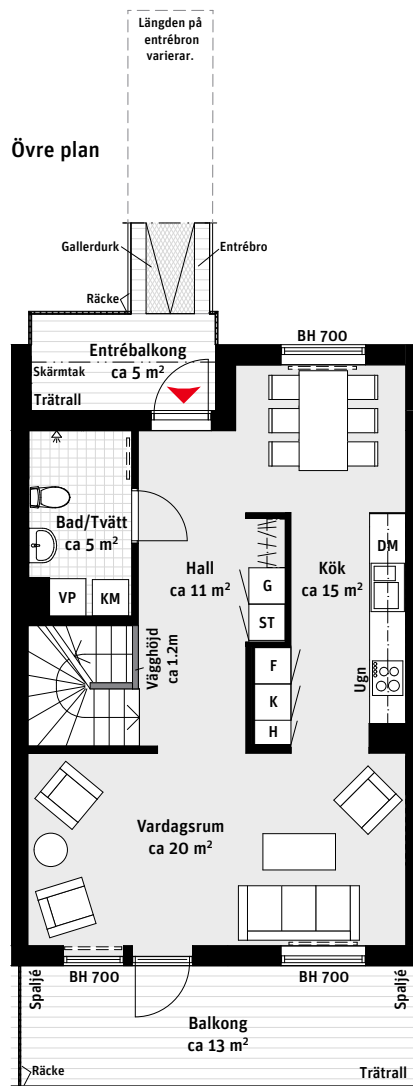 Längden på
entrébron
varierar.
Övre plan
Gallerdurk
Entrébro
Räcke
BH 700
Entrébalkong
ca 5 m²
Skärmtak
Trätrall
Bad/Tvätt
ca 5 m²
DM
Hall
ca 11 m²
Kök
ca 15 m²
G
VP
KM
ST
Vägghöjd
ca 1.2m
F
Ugn
K
H
Vardagsrum
ca 20 m²
Spaljé
BH 700
BH 700
Spaljé
Balkong
ca 13 m²
Räcke
Trätrall